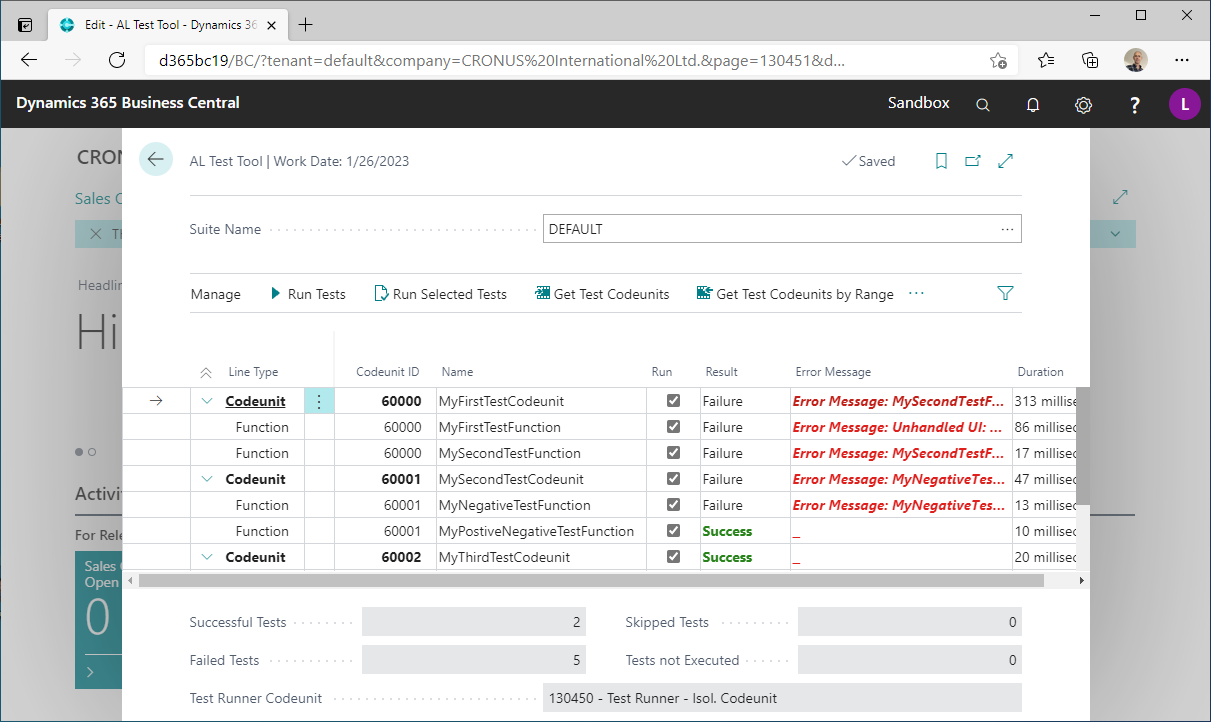 Edit - AL Test Tool - Dynamics 36
d365bc19/BC/?tenant=default&company=CRONUS%20International%20Ltd.&page=130451&d...
Dynamics 365 Business Central
Sandbox
?
L
CRON
AL Test Tool | Work Date: 1/26/2023
Saved
Sales O
Suite Name
DEFAULT
Th
Headlin
Manage
Run Tests
Run Selected Tests
Get Test Codeunits
Get Test Codeunits by Range
Hi
Line Type Codeunit ID Name Run Result Error Message Duration
Codeunit 60000 MyFirstTestCodeunit Failure Error Message: MySecondTestF... 313 millise
Function 60000 MyFirstTestFunction Failure Error Message: Unhandled UI: ... 86 millisec
Function 60000 MySecondTestFunction Failure Error Message: MySecondTestF... 17 millisec
Codeunit 60001 MySecondTestCodeunit Failure Error Message: MyNegativeTes... 47 millisec
Function 60001 MyNegativeTestFunction Failure Error Message: MyNegativeTes... 13 millisec
Function 60001 MyPostiveNegativeTestFunction Success _ 10 millisec
Codeunit 60002 MyThirdTestCodeunit Success _ 20 millisec
Activi
For Rele
Sales
Open
0
Successful Tests 2
Skipped Tests 0
Failed Tests 5
Tests not Executed 0
Test Runner Codeunit 130450 - Test Runner - Isol. Codeunit